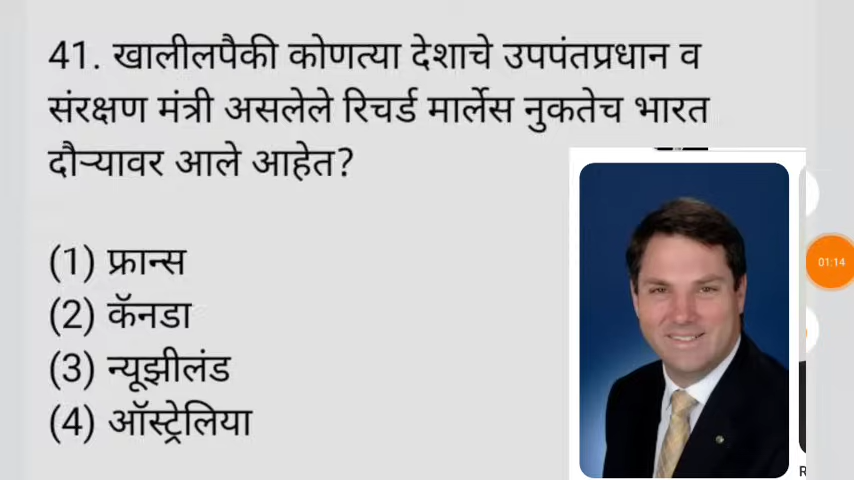 41. खालीलपैकी कोणत्या देशाचे उपपंतप्रधान व
संरक्षण मंत्री असलेले रिचर्ड मार्लेस नुकतेच भारत
दौऱ्यावर आले आहेत?
(1) फ्रान्स
(2) कॅनडा
(3) न्यूझीलंड
(4) ऑस्ट्रेलिया
01:14
R